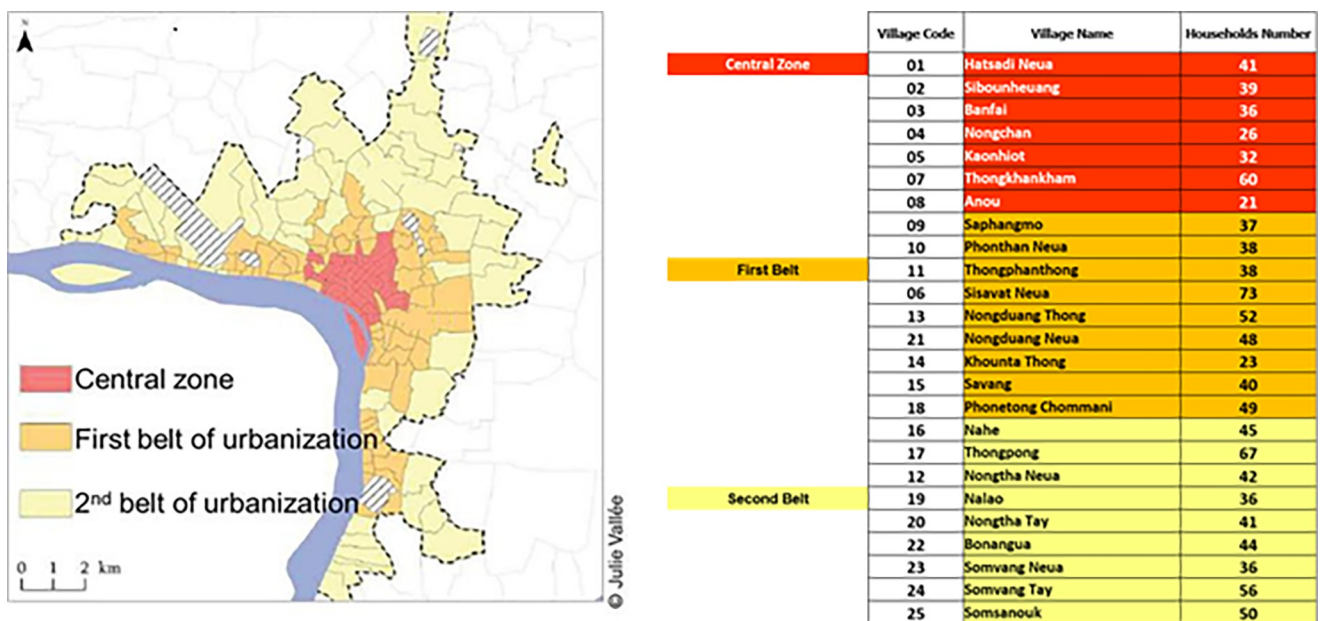 N
Central zone
First belt of urbanization
2nd belt of urbanization
0 1 2 km
© Julie Vallée
Village Code Village Name Households Number
Central Zone 01 Hatsadi Neua 41
02 Sibounheuang 39
03 Banfai 36
04 Nongchan 26
05 Kaonhiot 32
07 Thongkhankham 60
08 Anou 21
09 Saphangmo 37
10 Phonthan Neua 38
First Belt 11 Thongphanthong 38
06 Sisavat Neua 73
13 Nongduang Thong 52
21 Nongduang Neua 48
14 Khounta Thong 23
15 Savang 40
18 Phonetong Chommani 49
16 Nahe 45
17 Thongpong 67
12 Nongtha Neua 42
Second Belt 19 Nalao 36
20 Nongtha Tay 41
22 Bonangua 44
23 Somvang Neua 36
24 Somvang Tay 56
25 Somsanouk 50